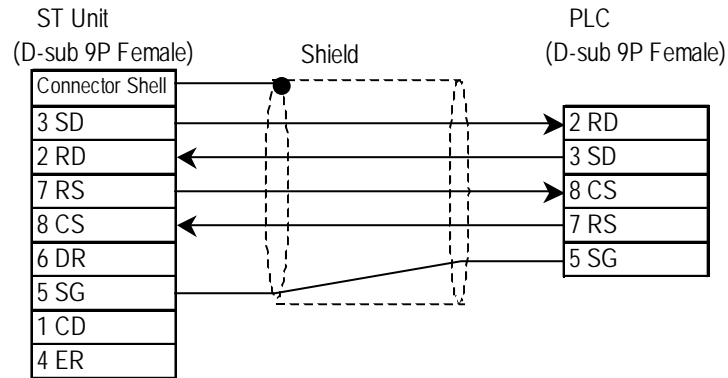 ST Unit
(D-sub 9P Female)
Shield
PLC
(D-sub 9P Female)
Connector Shell
3 SD
2 RD
7 RS
8 CS
6 DR
5 SG
1 CD
4 ER
2 RD
3 SD
8 CS
7 RS
5 SG